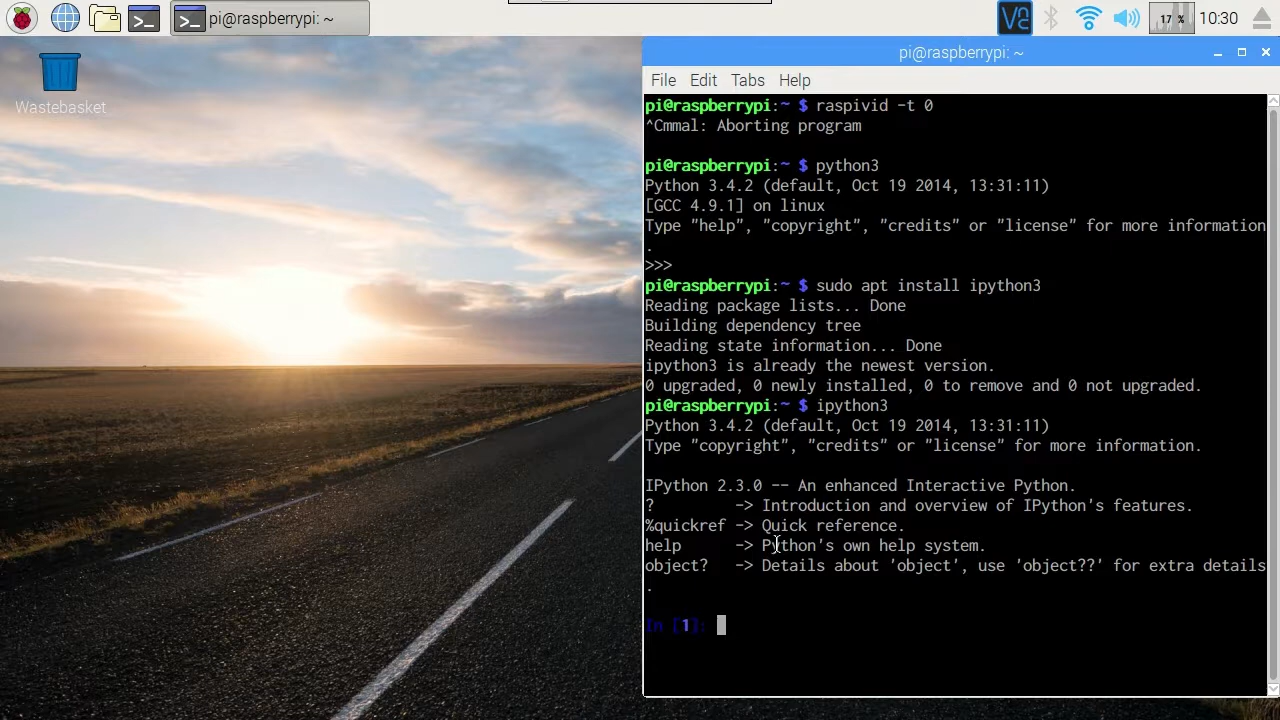 pi@raspberrypi: ~
17 %
10:30
Wastebasket
pi@raspberrypi: ~
File Edit Tabs Help
pi@raspberrypi:~ $ raspivid -t 0
^Cmmal: Aborting program
pi@raspberrypi:~ $ python3
Python 3.4.2 (default, Oct 19 2014, 13:31:11)
[GCC 4.9.1] on linux
Type "help", "copyright", "credits" or "license" for more information
.
>>>
pi@raspberrypi:~ $ sudo apt install ipython3
Reading package lists... Done
Building dependency tree
Reading state information... Done
ipython3 is already the newest version.
0 upgraded, 0 newly installed, 0 to remove and 0 not upgraded.
pi@raspberrypi:~ $ ipython3
Python 3.4.2 (default, Oct 19 2014, 13:31:11)
Type "copyright", "credits" or "license" for more information.
IPython 2.3.0 -- An enhanced Interactive Python.
? -> Introduction and overview of IPython's features.
%quickref -> Quick reference.
help -> Python's own help system.
object? -> Details about 'object', use 'object??' for extra details
.
In [1]: